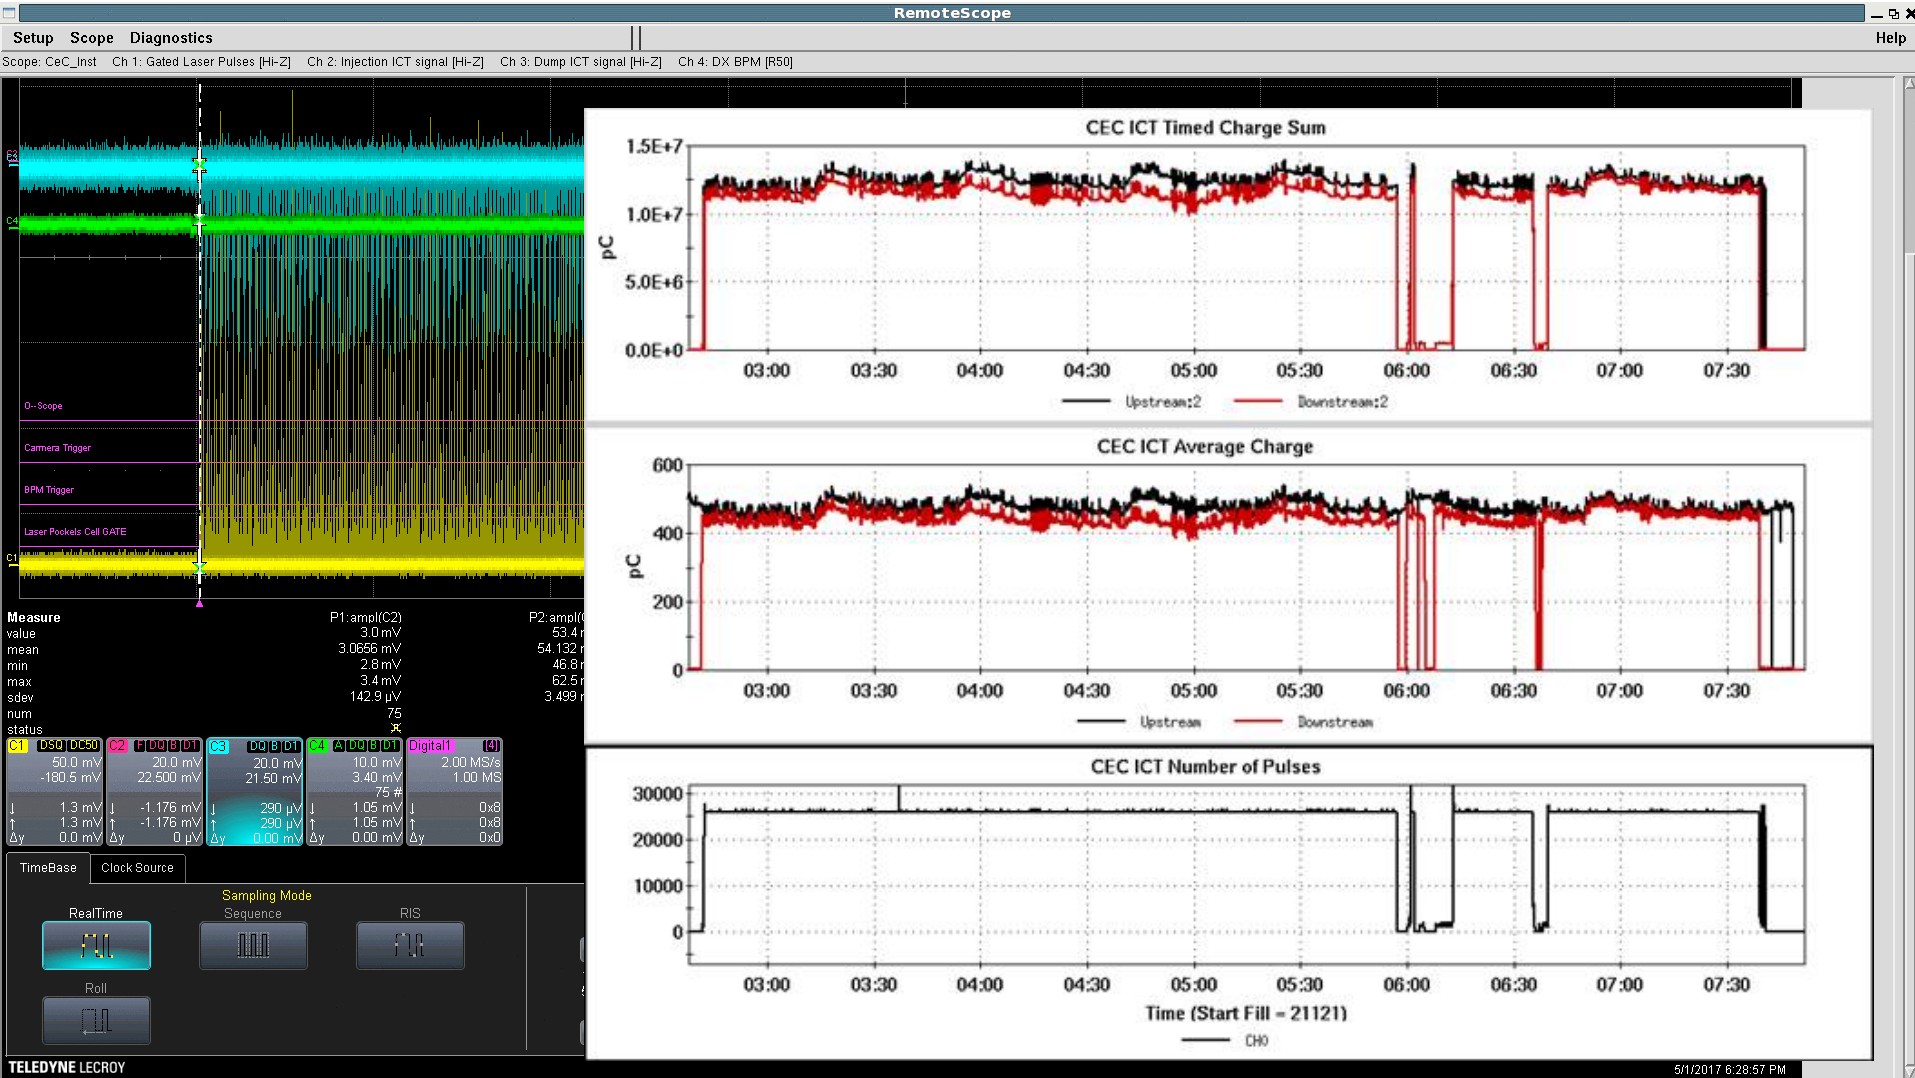 RemoteScope
Setup Scope Diagnostics Help
Scope: CeC_Inst Ch 1: Gated Laser Pulses [Hi-Z] Ch 2: Injection ICT signal [Hi-Z] Ch 3: Dump ICT signal [Hi-Z] Ch 4: DX BPM [R50]
C4
O--Scope
Carmera Trigger
BPM Trigger
Laser Pockels Cell GATE
C1
Measure P1:ampl(C2) P2:ampl(
value 3.0 mV 53.4
mean 3.0656 mV 54.132
min 2.8 mV 46.8
max 3.4 mV 62.5
sdev 142.9 µV 3.499
num 75
status
C1 DSQ DC50
50.0 mV
-180.5 mV
1.3 mV
1.3 mV
Δy 0.0 mV
C2 F DQ B D1
20.0 mV
22.500 mV
-1.176 mV
-1.176 mV
Δy 0 µV
C3 DQ B D1
20.0 mV
21.50 mV
290 µV
290 µV
Δy 0.00 mV
C4 A DQ B D1
10.0 mV
3.40 mV
75 #
1.05 mV
1.05 mV
Δy 0.00 mV
Digital1 [4]
2.00 MS/s
1.00 MS
0x8
0x8
Δy 0x0
TimeBase Clock Source
Sampling Mode
RealTime Sequence RIS
Roll
TELEDYNE LECROY
5/1/2017 6:28:57 PM
CEC ICT Timed Charge Sum
1.5E+7
1.0E+7
5.0E+6
0.0E+0
pC
03:00 03:30 04:00 04:30 05:00 05:30 06:00 06:30 07:00 07:30
Upstream:2 Downstream:2
CEC ICT Average Charge
600
400
200
0
pC
03:00 03:30 04:00 04:30 05:00 05:30 06:00 06:30 07:00 07:30
Upstream Downstream
CEC ICT Number of Pulses
30000
20000
10000
0
03:00 03:30 04:00 04:30 05:00 05:30 06:00 06:30 07:00 07:30
Time (Start Fill = 21121)
CH0